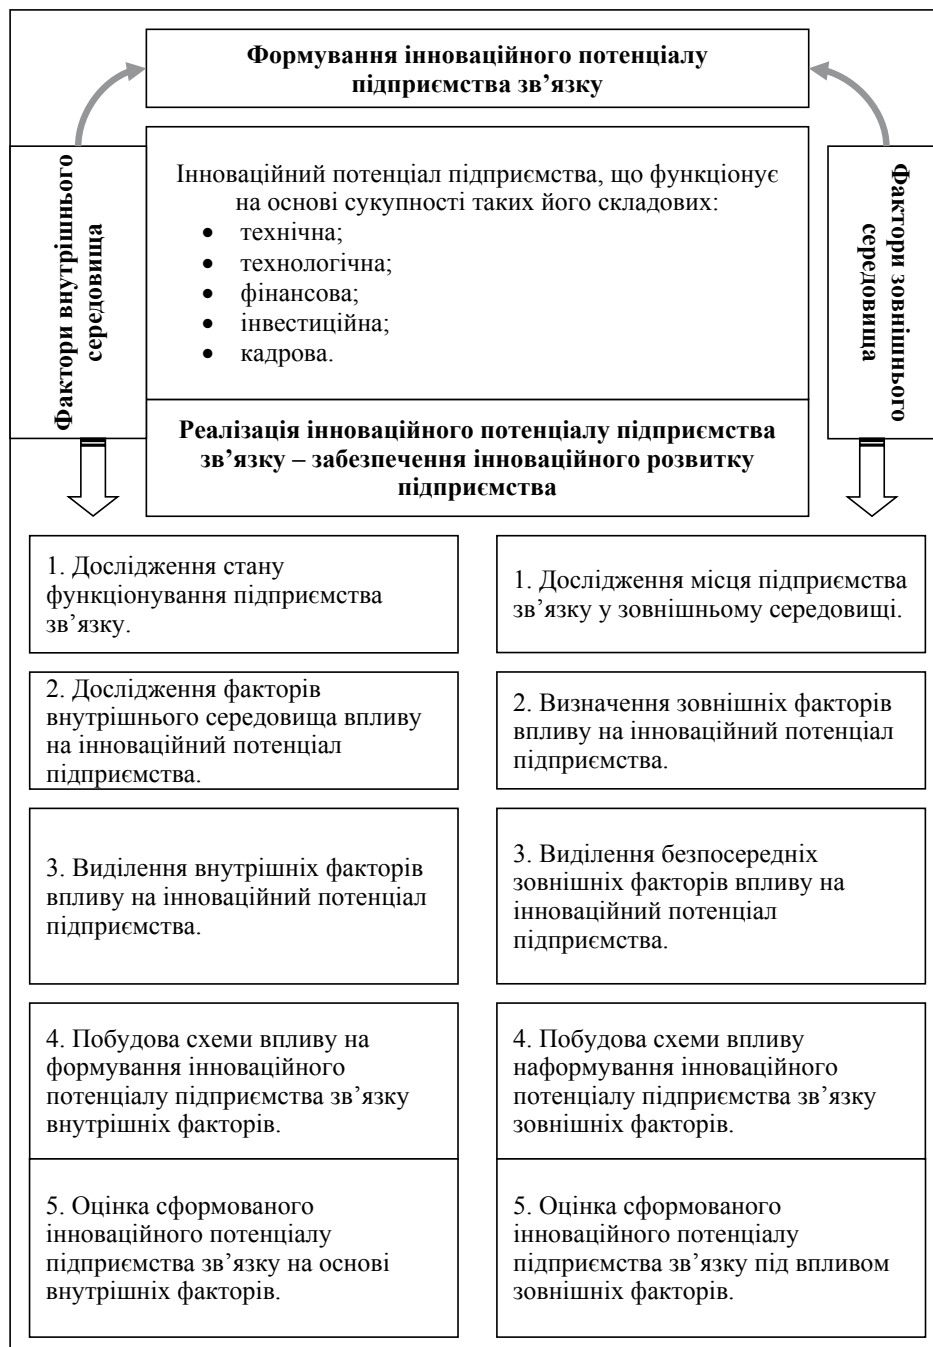 Формування інноваційного потенціалу
підприємства зв’язку
Фактори внутрішнього
середовища
Інноваційний потенціал підприємства, що функціонує
на основі сукупності таких його складових:
• технічна;
• технологічна;
• фінансова;
• інвестиційна;
• кадрова.
Фактори зовнішнього
середовища
Реалізація інноваційного потенціалу підприємства
зв’язку – забезпечення інноваційного розвитку
підприємства
1. Дослідження стану
функціонування підприємства
зв’язку.
1. Дослідження місця підприємства
зв’язку у зовнішньому середовищі.
2. Дослідження факторів
внутрішнього середовища впливу
на інноваційний потенціал
підприємства.
2. Визначення зовнішніх факторів
впливу на інноваційний потенціал
підприємства.
3. Виділення внутрішніх факторів
впливу на інноваційний потенціал
підприємства.
3. Виділення безпосередніх
зовнішніх факторів впливу на
інноваційний потенціал
підприємства.
4. Побудова схеми впливу на
формування інноваційного
потенціалу підприємства зв’язку
внутрішніх факторів.
4. Побудова схеми впливу
наформування інноваційного
потенціалу підприємства зв’язку
зовнішніх факторів.
5. Оцінка сформованого
інноваційного потенціалу
підприємства зв’язку на основі
внутрішніх факторів.
5. Оцінка сформованого
інноваційного потенціалу
підприємства зв’язку під впливом
зовнішніх факторів.